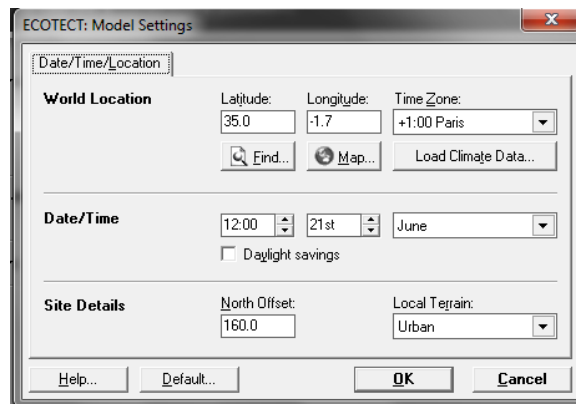 ECOTECT: Model Settings
Date/Time/Location
World Location
Latitude: Longitude: Time Zone:
35.0 -1.7 +1:00 Paris
Find... Map... Load Climate Data...
Date/Time
12:00 21st June
Daylight savings
Site Details
North Offset: Local Terrain:
160.0 Urban
Help... Default... OK Cancel